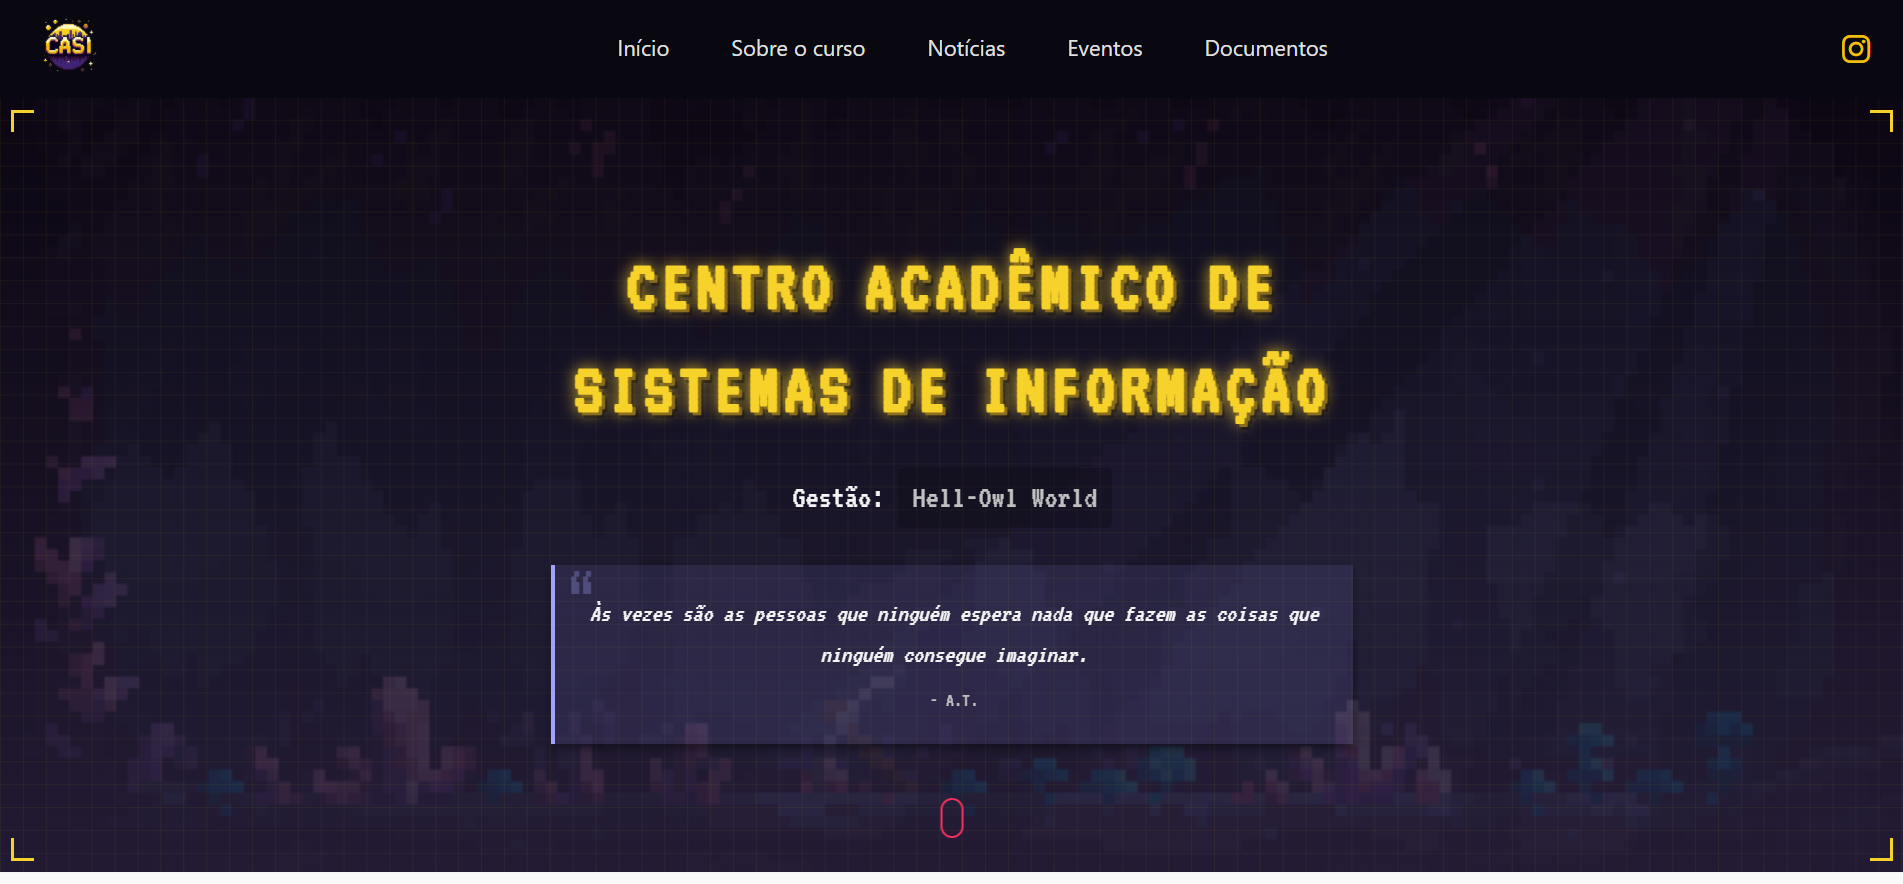 CASI
Início Sobre o curso Notícias Eventos Documentos
CENTRO ACADÊMICO DE
SISTEMAS DE INFORMAÇÃO
Gestão: Hell-Owl World
“
Às vezes são as pessoas que ninguém espera nada que fazem as coisas que
ninguém consegue imaginar.
- A.T.